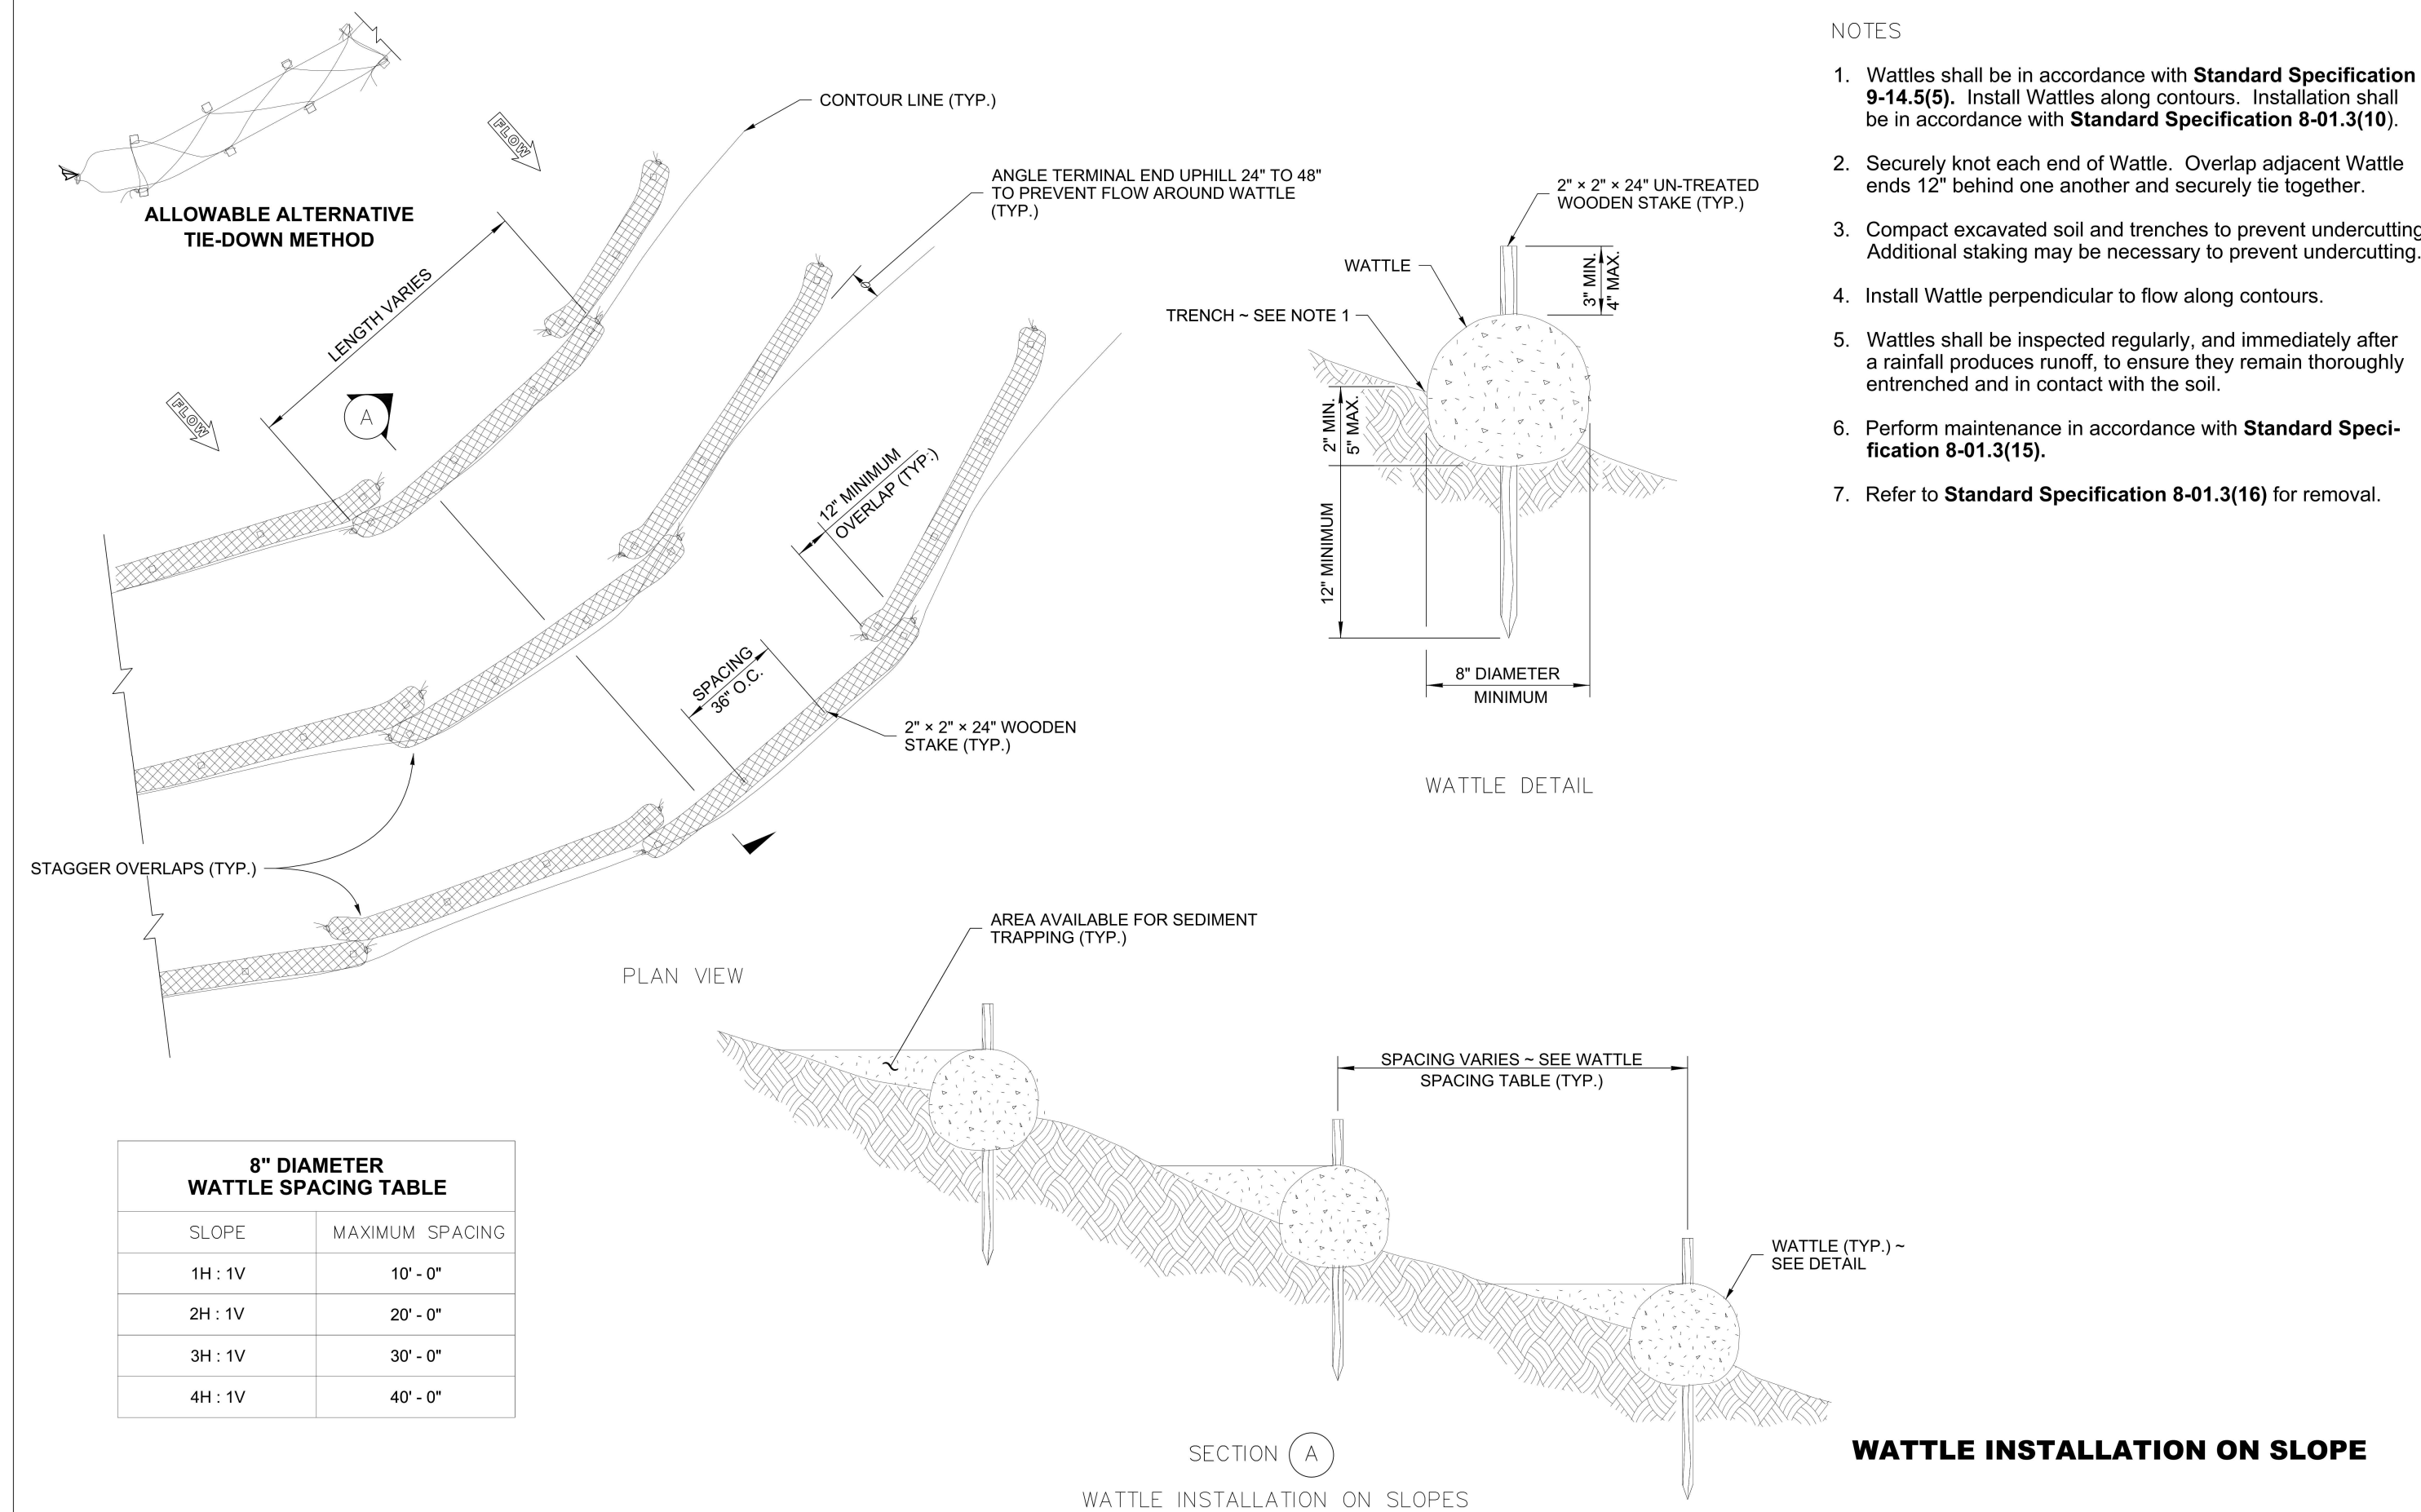 ALLOWABLE ALTERNATIVE
TIE-DOWN METHOD
FLOW
CONTOUR LINE (TYP.)
ANGLE TERMINAL END UPHILL 24" TO 48"
TO PREVENT FLOW AROUND WATTLE
(TYP.)
LENGTH VARIES
FLOW
A
12" MINIMUM
OVERLAP (TYP.)
SPACING
36" O.C.
2" × 2" × 24" WOODEN
STAKE (TYP.)
STAGGER OVERLAPS (TYP.)
PLAN VIEW
2" × 2" × 24" UN-TREATED
WOODEN STAKE (TYP.)
WATTLE
3" MIN.
4" MAX.
TRENCH ~ SEE NOTE 1
2" MIN.
5" MAX.
12" MINIMUM
8" DIAMETER
MINIMUM
WATTLE DETAIL
NOTES
1. Wattles shall be in accordance with Standard Specification
9-14.5(5). Install Wattles along contours. Installation shall
be in accordance with Standard Specification 8-01.3(10).
2. Securely knot each end of Wattle. Overlap adjacent Wattle
ends 12" behind one another and securely tie together.
3. Compact excavated soil and trenches to prevent undercutting
Additional staking may be necessary to prevent undercutting.
4. Install Wattle perpendicular to flow along contours.
5. Wattles shall be inspected regularly, and immediately after
a rainfall produces runoff, to ensure they remain thoroughly
entrenched and in contact with the soil.
6. Perform maintenance in accordance with Standard Speci-
fication 8-01.3(15).
7. Refer to Standard Specification 8-01.3(16) for removal.
AREA AVAILABLE FOR SEDIMENT
TRAPPING (TYP.)
SPACING VARIES ~ SEE WATTLE
SPACING TABLE (TYP.)
WATTLE (TYP.) ~
SEE DETAIL
8" DIAMETER
WATTLE SPACING TABLE
SLOPE MAXIMUM SPACING
1H : 1V 10' - 0"
2H : 1V 20' - 0"
3H : 1V 30' - 0"
4H : 1V 40' - 0"
SECTION A
WATTLE INSTALLATION ON SLOPES
WATTLE INSTALLATION ON SLOPE